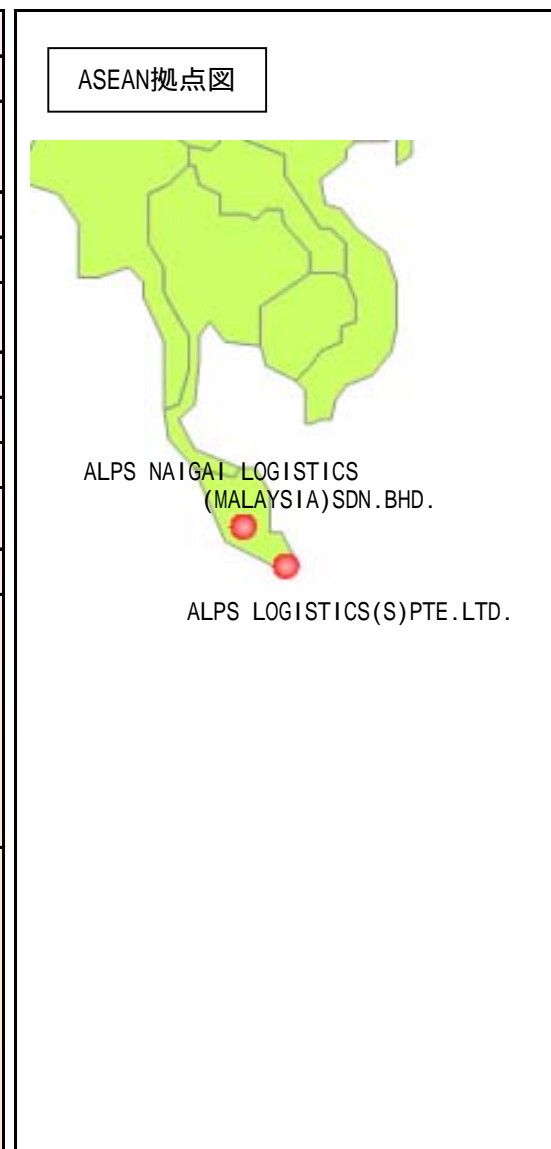 ASEAN拠点図
ALPS NAIGAI LOGISTICS
(MALAYSIA)SDN.BHD.
ALPS LOGISTICS(S)PTE.LTD.